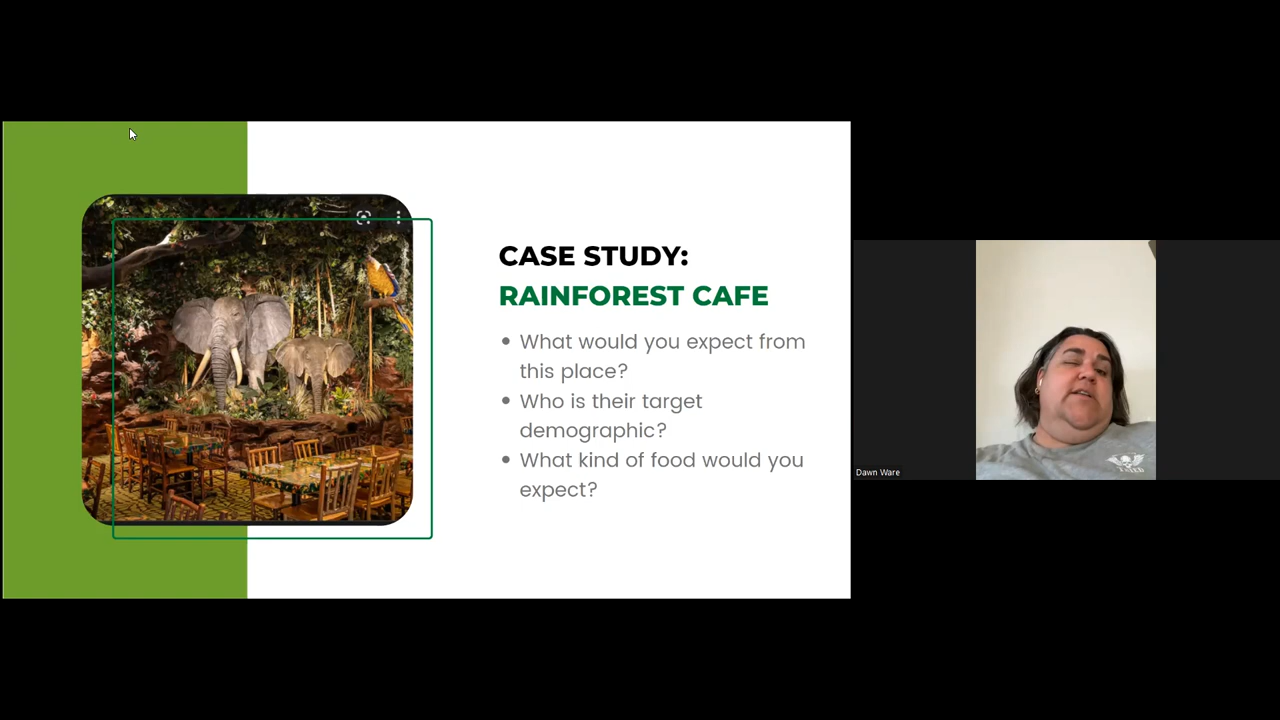 CASE STUDY:
RAINFOREST CAFE
• What would you expect from
this place?
• Who is their target
demographic?
• What kind of food would you
expect?
Dawn Ware